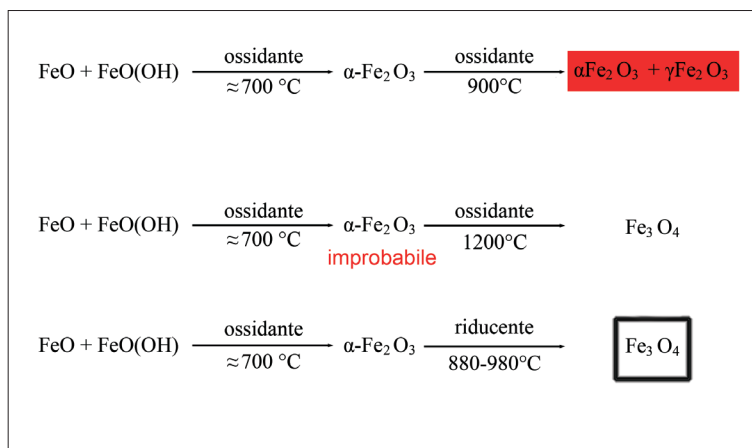 ossidante ossidante
FeO + FeO(OH) α-Fe₂O₃ αFe₂O₃ + γFe₂O₃
≈700 °C 900°C
ossidante ossidante
FeO + FeO(OH) α-Fe₂O₃ Fe₃O₄
≈700 °C improbabile 1200°C
ossidante riducente
FeO + FeO(OH) α-Fe₂O₃ Fe₃O₄
≈700 °C 880-980°C